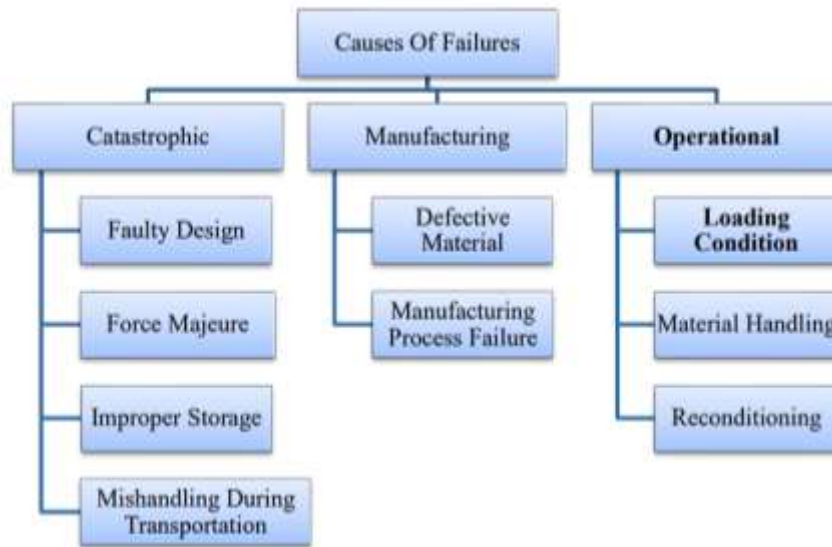 Causes Of Failures
Catastrophic
Manufacturing
Operational
Faulty Design
Force Majeure
Improper Storage
Mishandling During
Transportation
Defective
Material
Manufacturing
Process Failure
Loading
Condition
Material Handling
Reconditioning